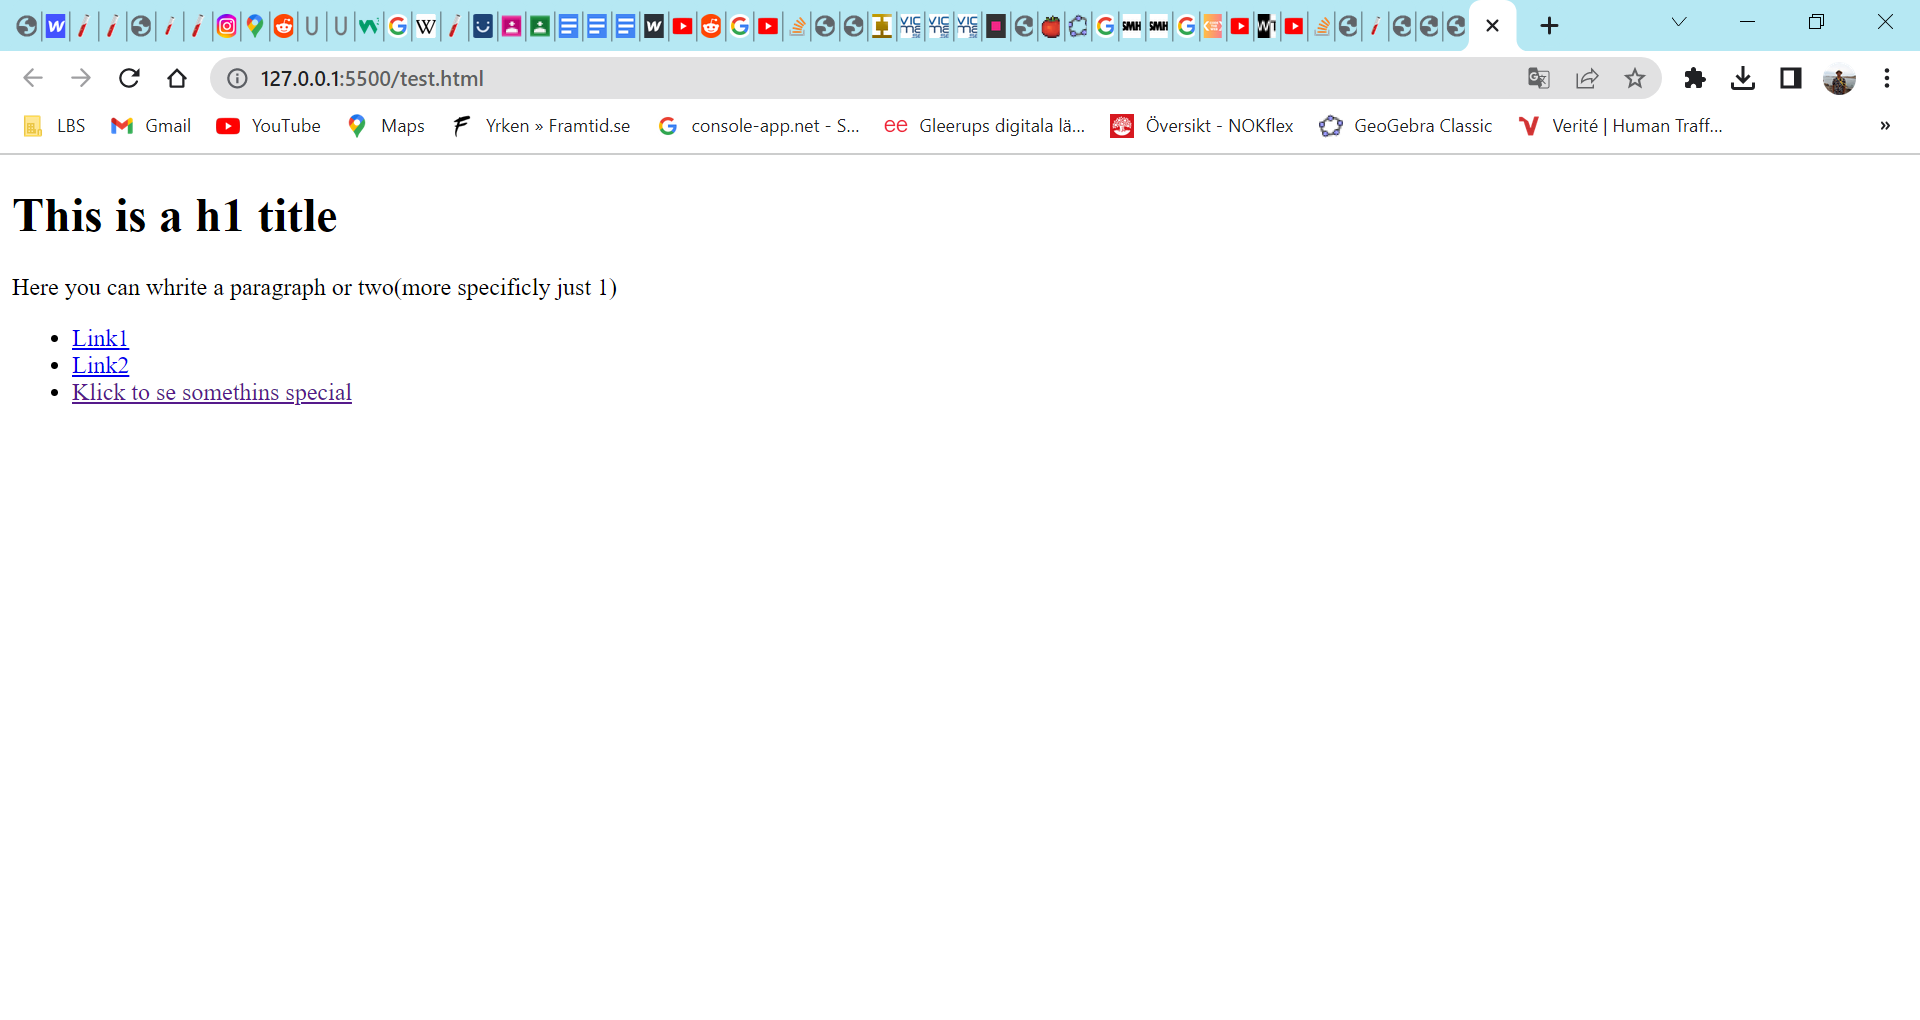 127.0.0.1:5500/test.html
LBS Gmail YouTube Maps Yrken » Framtid.se console-app.net - S... Gleerups digitala lä... Översikt - NOKflex GeoGebra Classic Verité | Human Traff... »
This is a h1 title
Here you can whrite a paragraph or two(more specificly just 1)
Link1
Link2
Klick to se somethins special